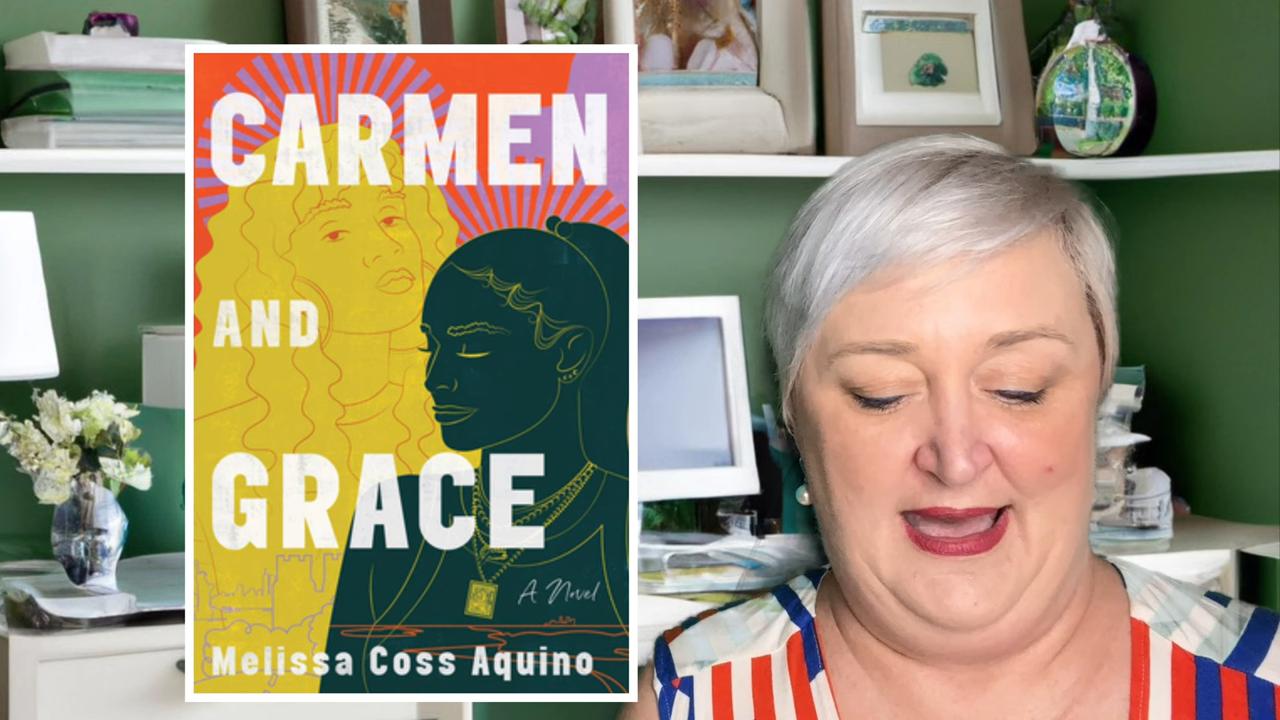 CARMEN
AND
GRACE
A Novel
Melissa Coss Aquino